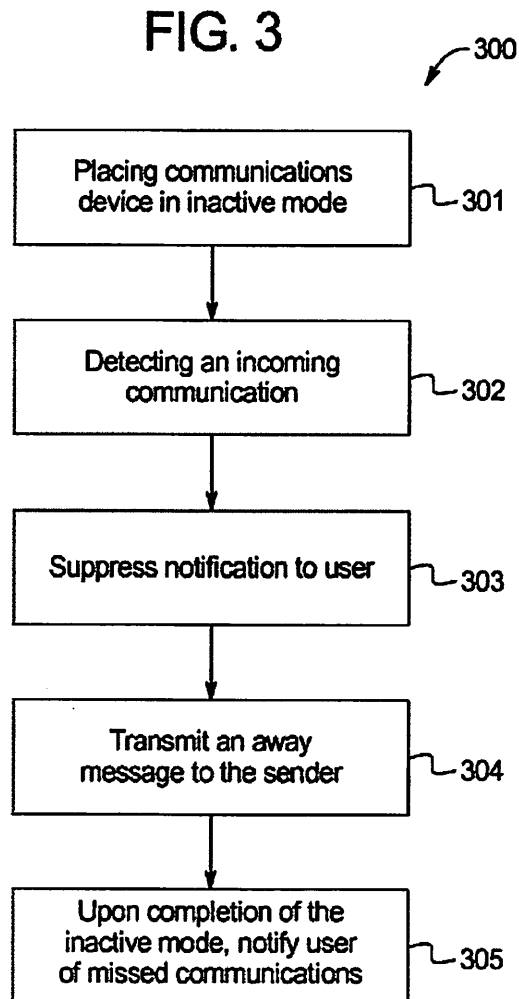 FIG. 3
300
Placing communications
device in inactive mode
301
Detecting an incoming
communication
302
Suppress notification to user
303
Transmit an away
message to the sender
304
Upon completion of the
inactive mode, notify user
of missed communications
305